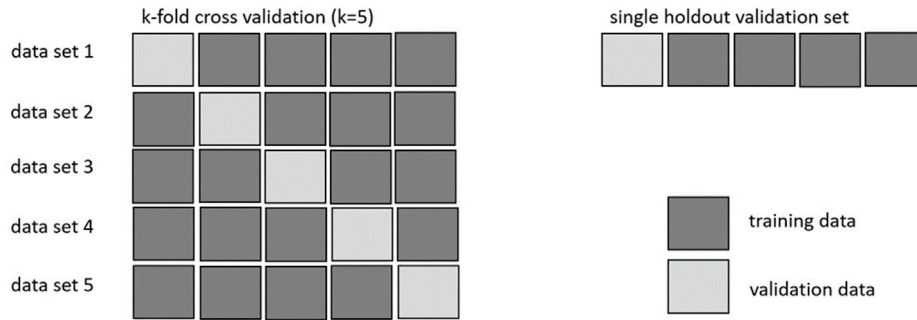 k-fold cross validation (k=5)
data set 1
data set 2
data set 3
data set 4
data set 5
single holdout validation set
training data
validation data